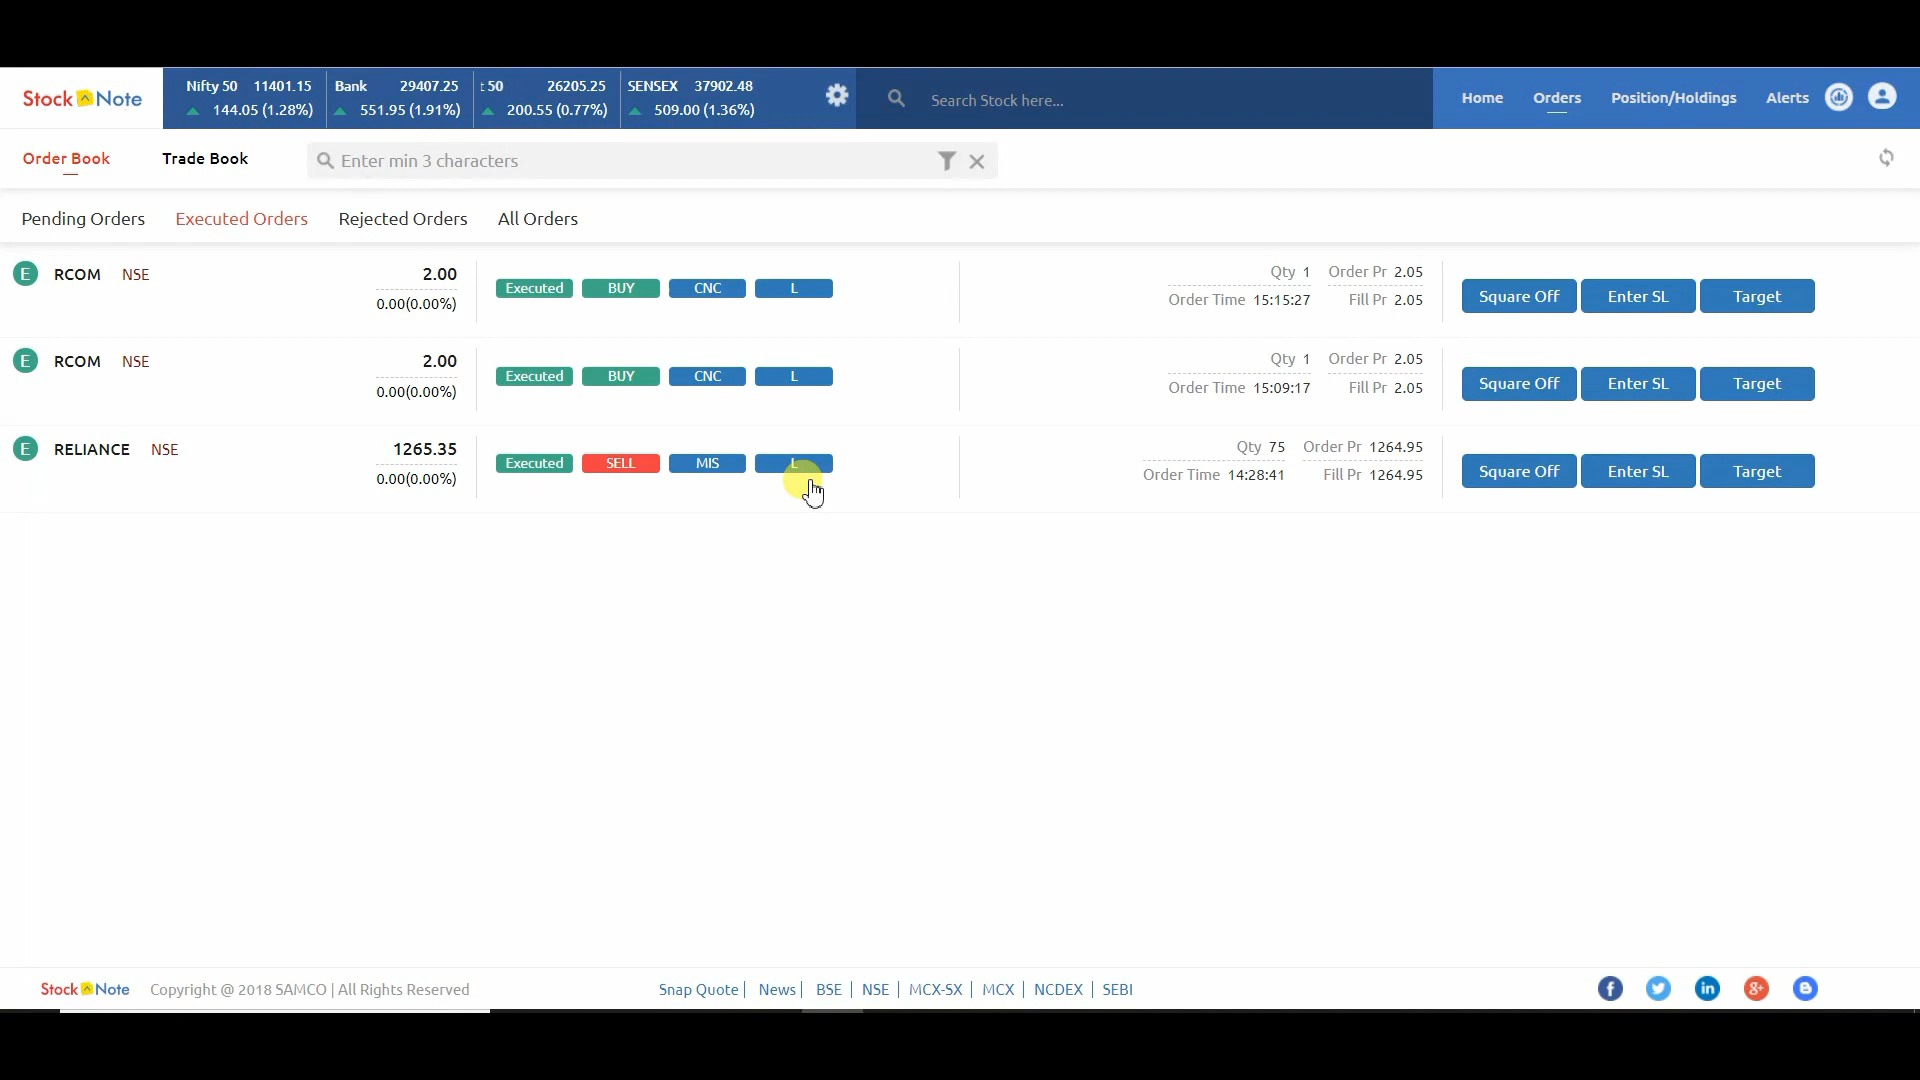 Stock Note
Nifty 50 11401.15 Bank 29407.25 t 50 26205.25 SENSEX 37902.48
144.05 (1.28%) 551.95 (1.91%) 200.55 (0.77%) 509.00 (1.36%)
Search Stock here...
Home Orders Position/Holdings Alerts
Order Book Trade Book Enter min 3 characters
Pending Orders Executed Orders Rejected Orders All Orders
E RCOM NSE 2.00 Executed BUY CNC L Qty 1 Order Pr 2.05 Square Off Enter SL Target
0.00(0.00%) Order Time 15:15:27 Fill Pr 2.05
E RCOM NSE 2.00 Executed BUY CNC L Qty 1 Order Pr 2.05 Square Off Enter SL Target
0.00(0.00%) Order Time 15:09:17 Fill Pr 2.05
E RELIANCE NSE 1265.35 Executed SELL MIS L Qty 75 Order Pr 1264.95 Square Off Enter SL Target
0.00(0.00%) Order Time 14:28:41 Fill Pr 1264.95
Stock Note Copyright @ 2018 SAMCO | All Rights Reserved Snap Quote | News | BSE | NSE | MCX-SX | MCX | NCDEX | SEBI